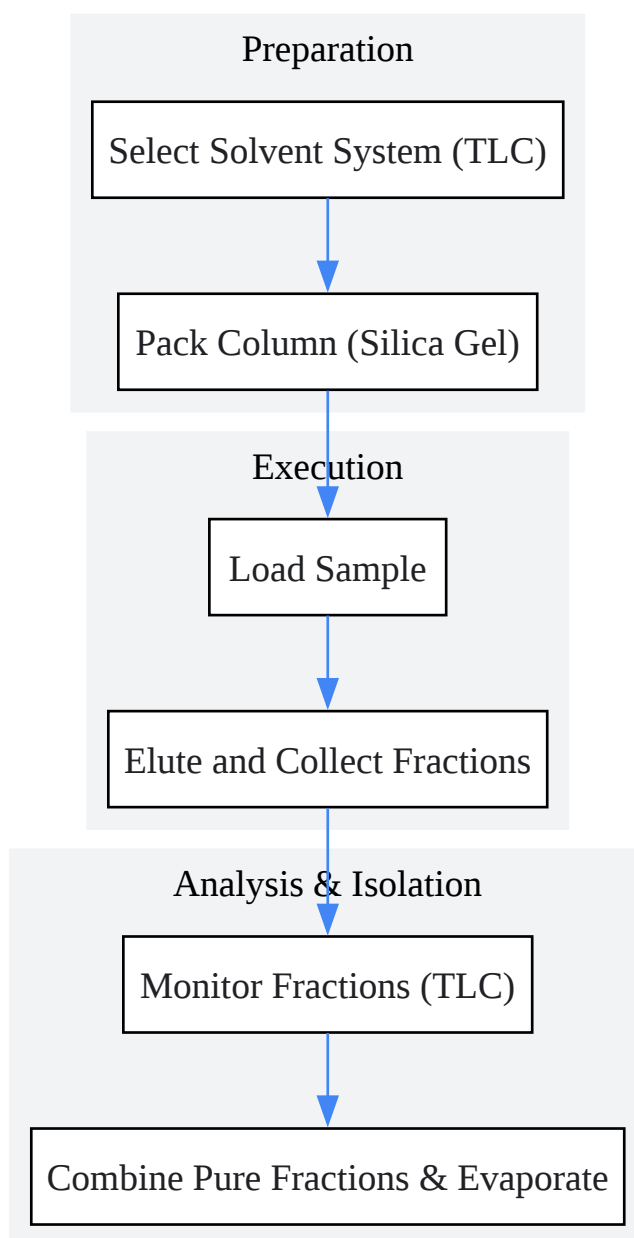 Preparation
Select Solvent System (TLC)
Pack Column (Silica Gel)
Execution
Load Sample
Elute and Collect Fractions
Analysis & Isolation
Monitor Fractions (TLC)
Combine Pure Fractions & Evaporate